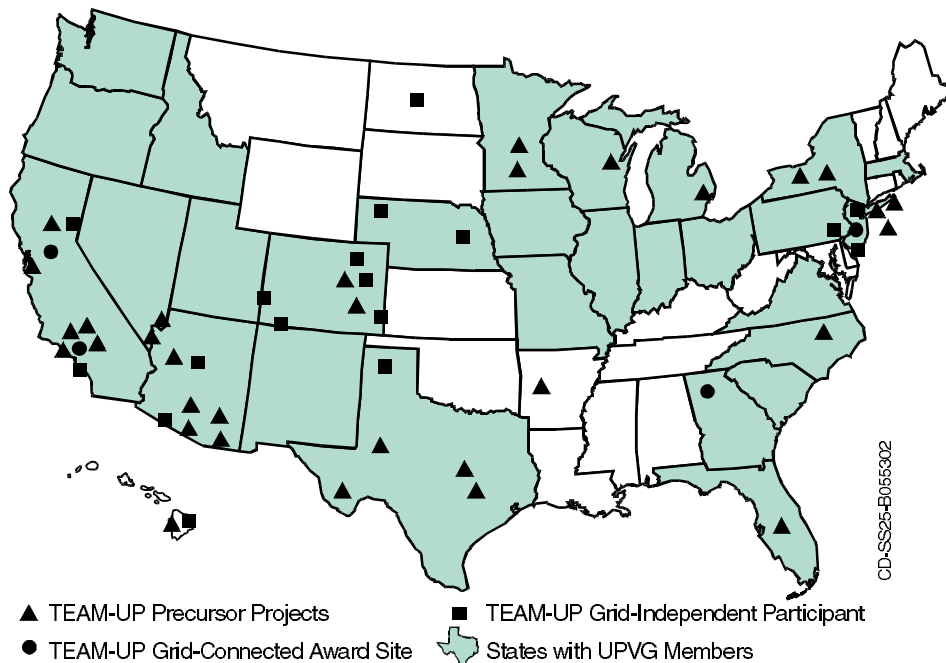 CD-SS25-B055302
TEAM-UP Precursor Projects
TEAM-UP Grid-Independent Participant
TEAM-UP Grid-Connected Award Site
States with UPVG Members